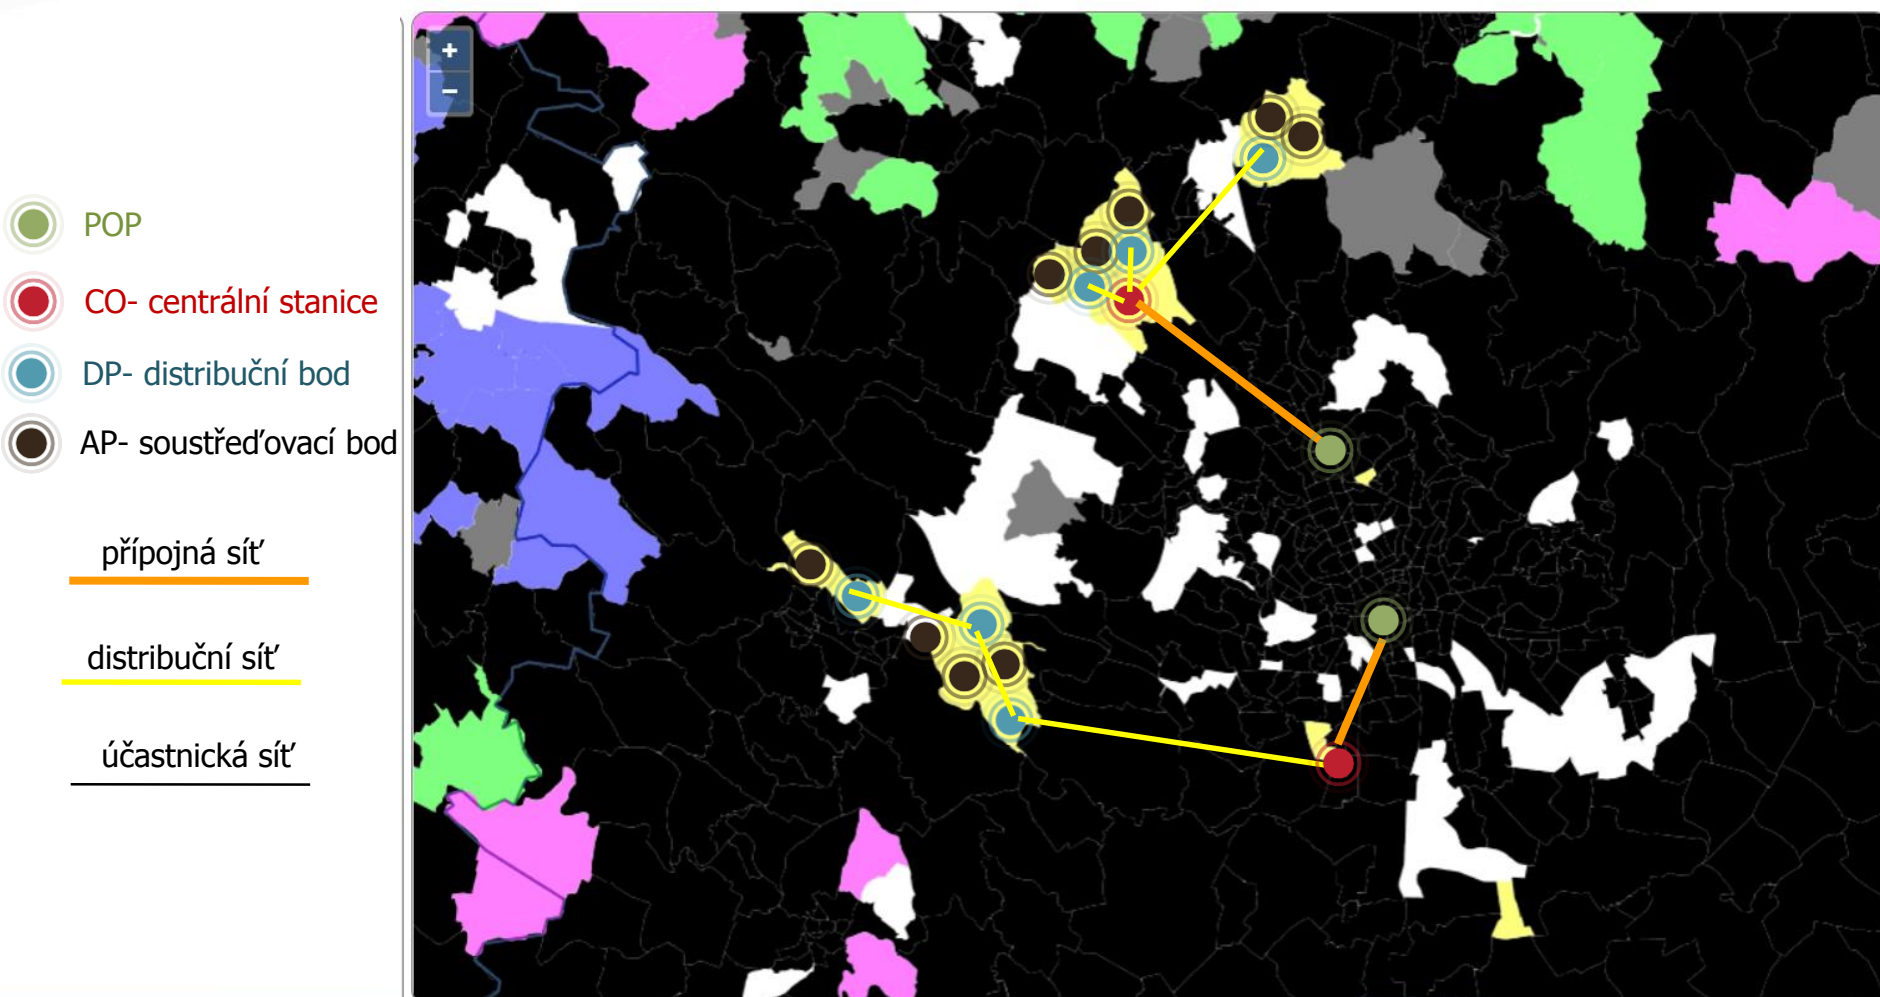 POP
CO- centrální stanice
DP- distribuční bod
AP- soustřeďovací bod
přípojná síť
distribuční síť
účastnická síť
+
−